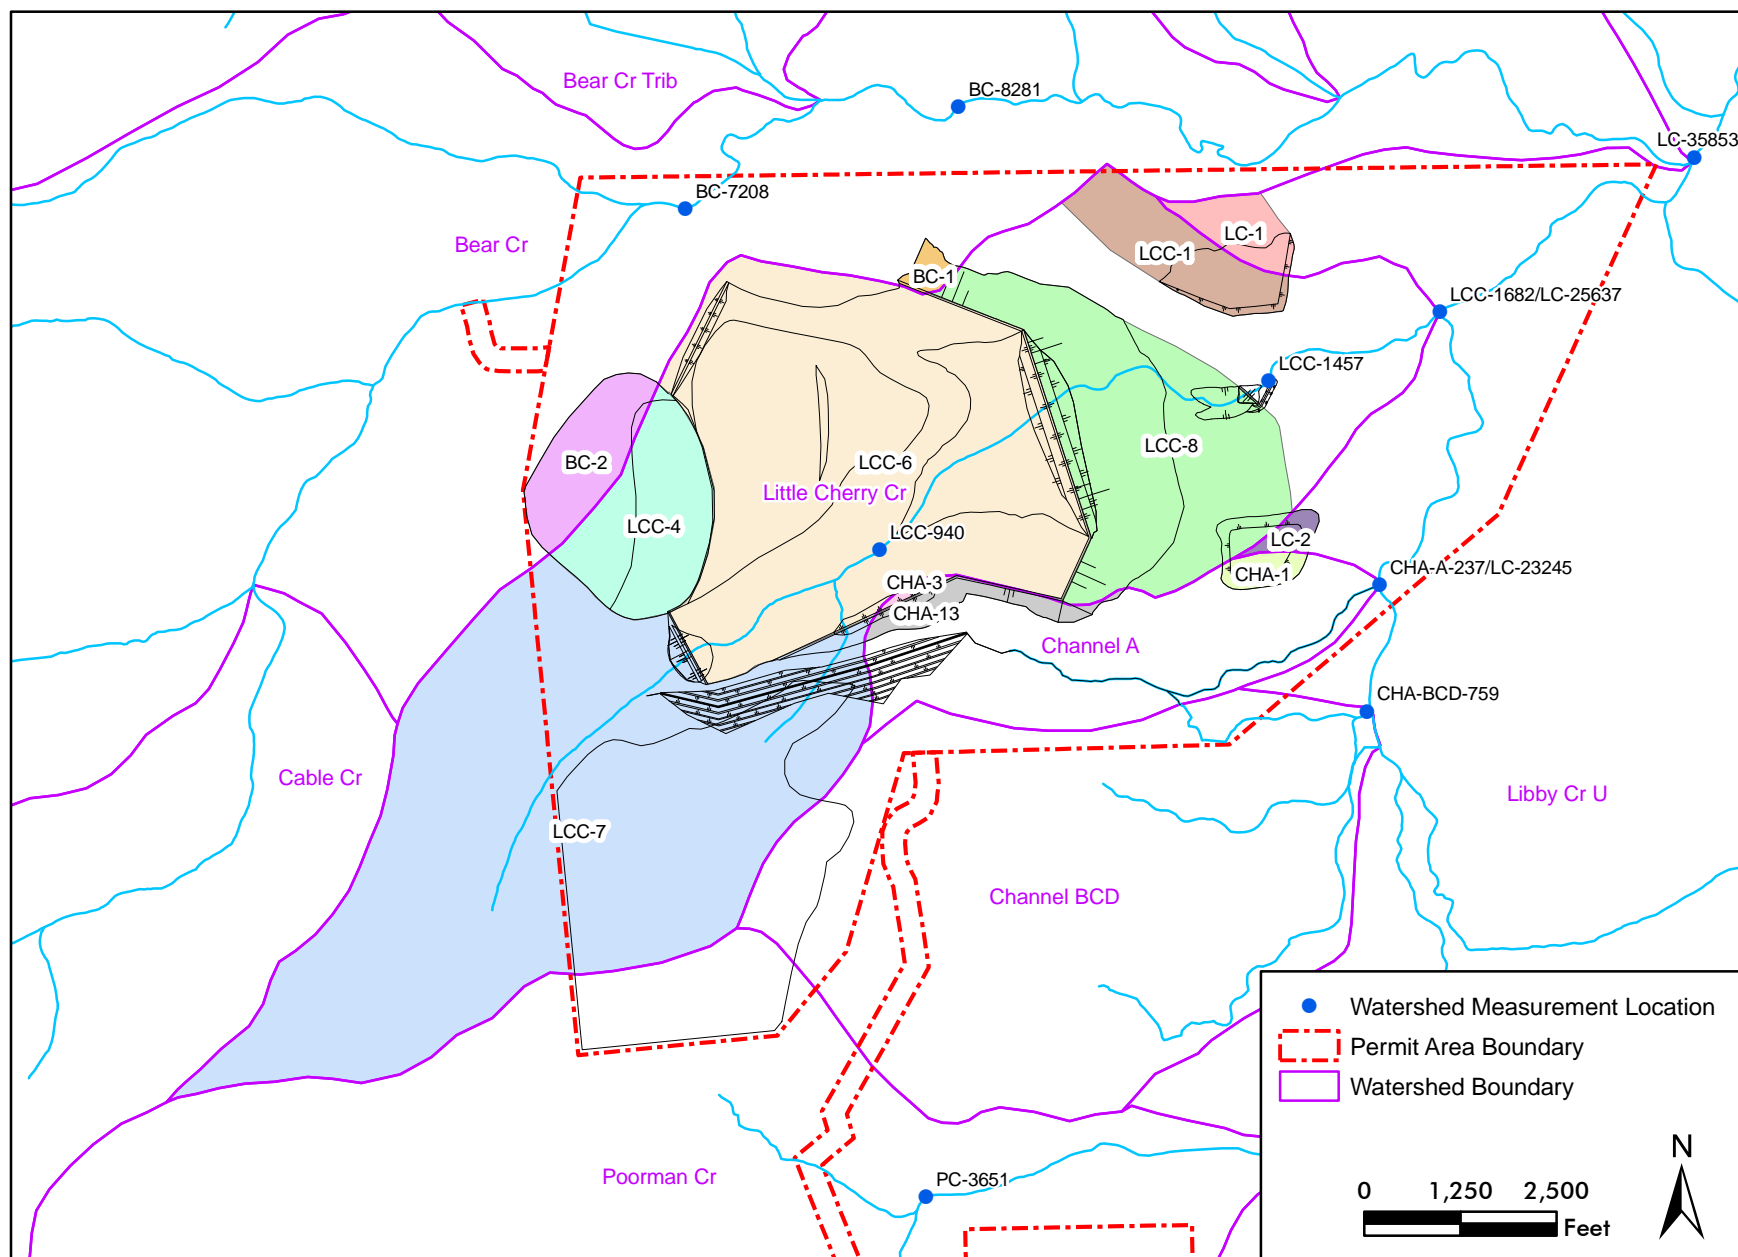 Bear Cr Trib
BC-8281
LC-35853
BC-7208
Bear Cr
LC-1
LCC-1
BC-1
LCC-1682/LC-25637
LCC-1457
LCC-8
BC-2
LCC-6
Little Cherry Cr
LCC-4
LCC-940
LC-2
CHA-1
CHA-A-237/LC-23245
CHA-3
CHA-13
Channel A
CHA-BCD-759
Cable Cr
Libby Cr U
LCC-7
Channel BCD
Poorman Cr
PC-3651
Watershed Measurement Location
Permit Area Boundary
Watershed Boundary
N
0 1,250 2,500
Feet